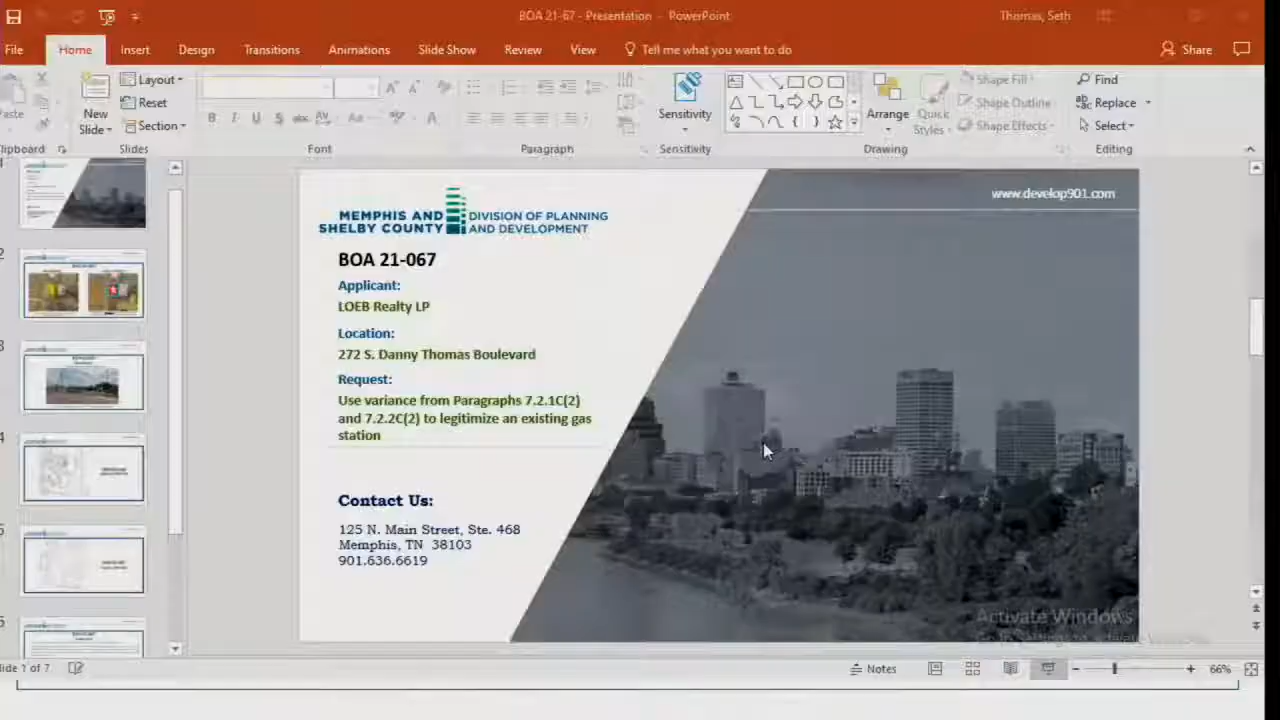 BOA 21-67 - Presentation - PowerPoint
Thomas, Seth
File Home Insert Design Transitions Animations Slide Show Review View Tell me what you want to do Share
New Slide
Layout
Reset
Section
Sensitivity
Arrange
Quick Styles
Shape Fill
Shape Outline
Shape Effects
Find
Replace
Select
Slides Font Paragraph Sensitivity Drawing Editing
www.develop901.com
MEMPHIS AND SHELBY COUNTY
DIVISION OF PLANNING AND DEVELOPMENT
BOA 21-067
Applicant:
LOEB Realty LP
Location:
272 S. Danny Thomas Boulevard
Request:
Use variance from Paragraphs 7.2.1C(2)
and 7.2.2C(2) to legitimize an existing gas
station
Contact Us:
125 N. Main Street, Ste. 468
Memphis, TN 38103
901.636.6619
Activate Windows
lide 1 of 7
Notes
66%